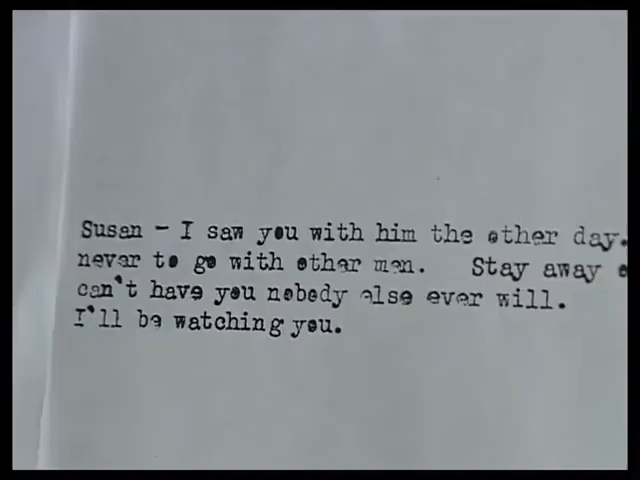 Susan - I saw you with him the other day.
never to go with other men. Stay away
can't have you nobody else ever will.
I'll be watching you.